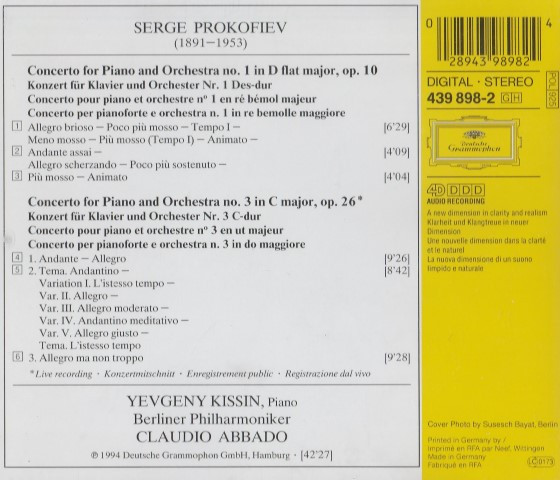 SERGE PROKOFIEV
(1891–1953)
Concerto for Piano and Orchestra no. 1 in D flat major, op. 10
Konzert für Klavier und Orchester Nr. 1 Des-dur
Concerto pour piano et orchestre n° 1 en ré bémol majeur
Concerto per pianoforte e orchestra n. 1 in re bemolle maggiore
1 Allegro brioso – Poco più mosso – Tempo I – [6'29]
Meno mosso – Più mosso (Tempo I) – Animato –
2 Andante assai – [4'09]
Allegro scherzando – Poco più sostenuto –
3 Più mosso – Animato [4'04]
Concerto for Piano and Orchestra no. 3 in C major, op. 26*
Konzert für Klavier und Orchester Nr. 3 C-dur
Concerto pour piano et orchestre n° 3 en ut majeur
Concerto per pianoforte e orchestra n. 3 in do maggiore
4 1. Andante – Allegro [9'26]
5 2. Tema. Andantino – [8'42]
Variation I. L'istesso tempo –
Var. II. Allegro –
Var. III. Allegro moderato –
Var. IV. Andantino meditativo –
Var. V. Allegro giusto –
Tema. L'istesso tempo
6 3. Allegro ma non troppo [9'28]
*Live recording · Konzertmitschnitt · Enregistrement public · Registrazione dal vivo
YEVGENY KISSIN, Piano
Berliner Philharmoniker
CLAUDIO ABBADO
℗ 1994 Deutsche Grammophon GmbH, Hamburg · [42'27]
0 28943 98982 4
DIGITAL · STEREO
439 898-2 GH
Deutsche
Grammophon
4D DDD
AUDIO RECORDING
A new dimension in clarity and realism
Klarheit und Klangtreue in neuer
Dimension
Une nouvelle dimension dans la clarté
et le naturel
La nuova dimensione di un suono
limpido e naturale
Cover Photo by Susesch Bayat, Berlin
Printed in Germany by /
Imprimé en RFA par Neef, Wittingen
Made in Germany
Fabriqué en RFA
LC 0173